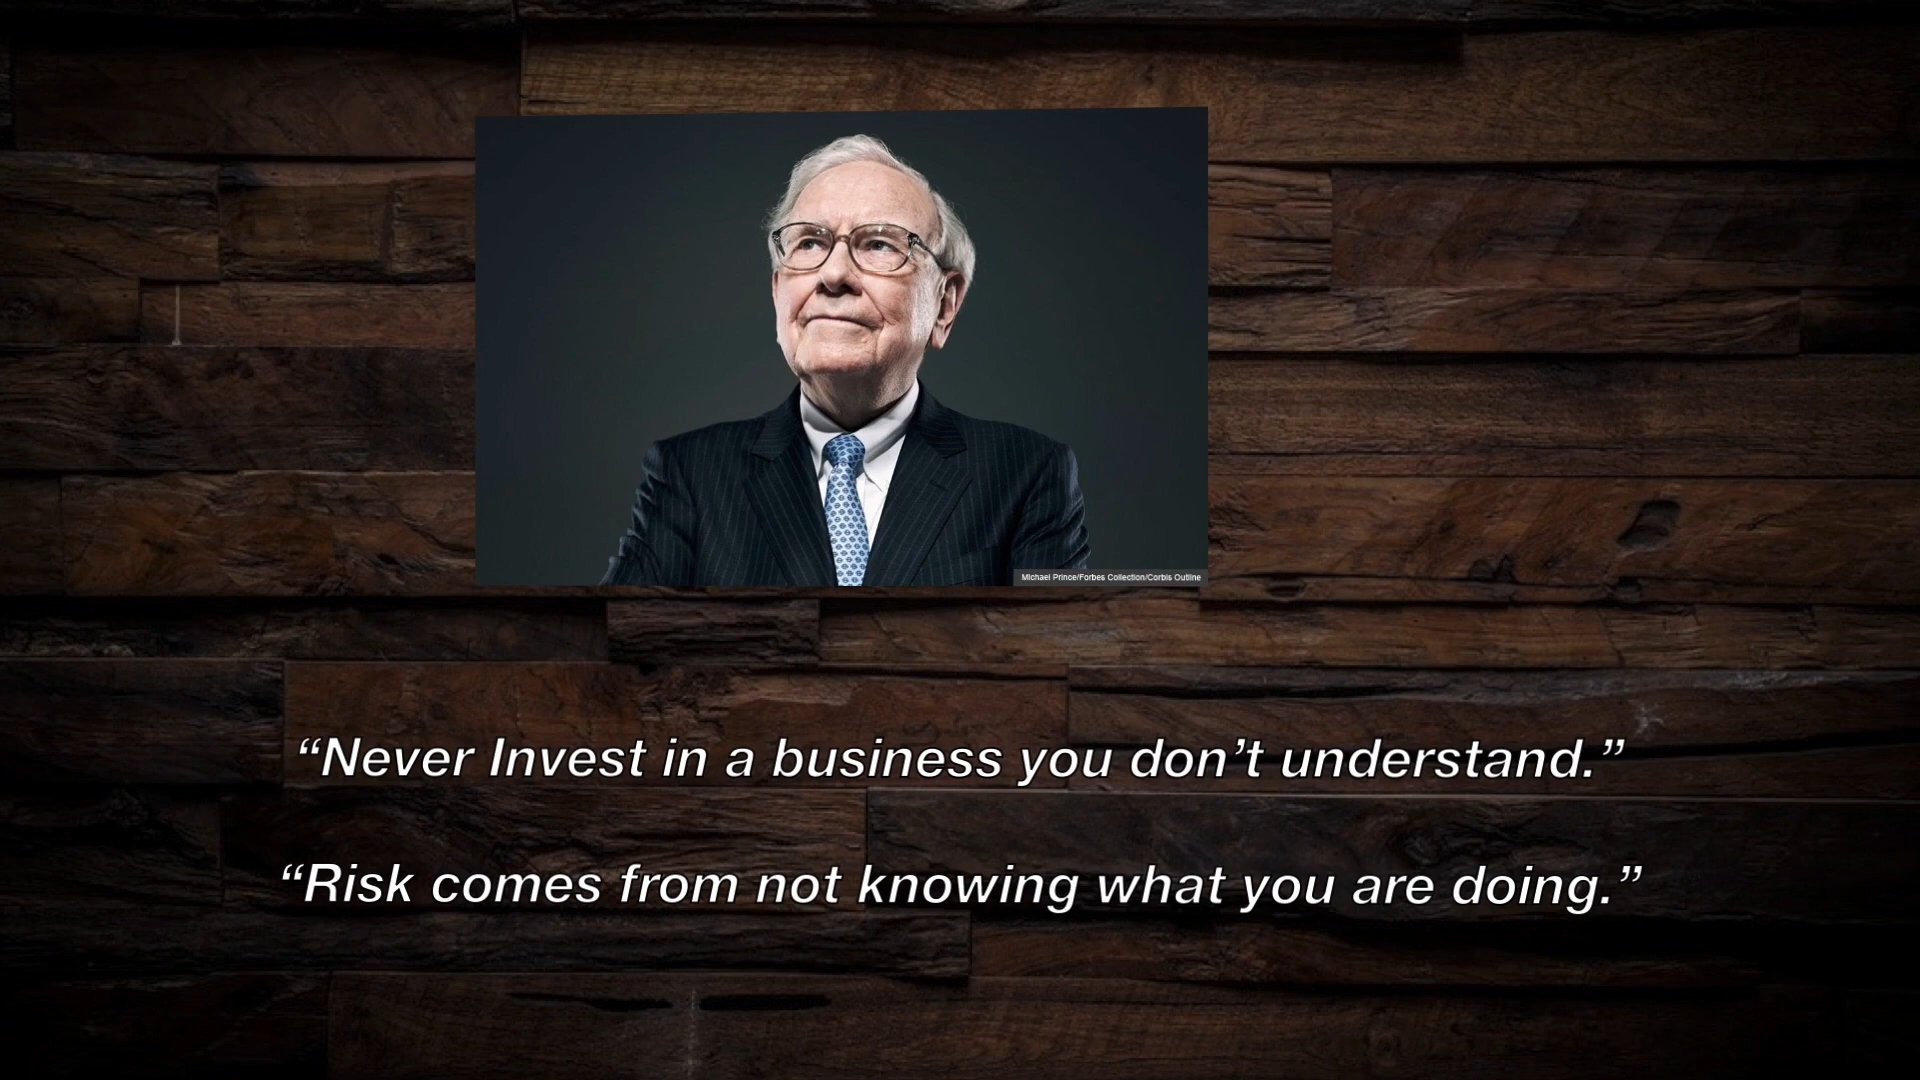 Michael Prince/Forbes Collection/Corbis Outline
“Never Invest in a business you don’t understand.”
“Risk comes from not knowing what you are doing.”